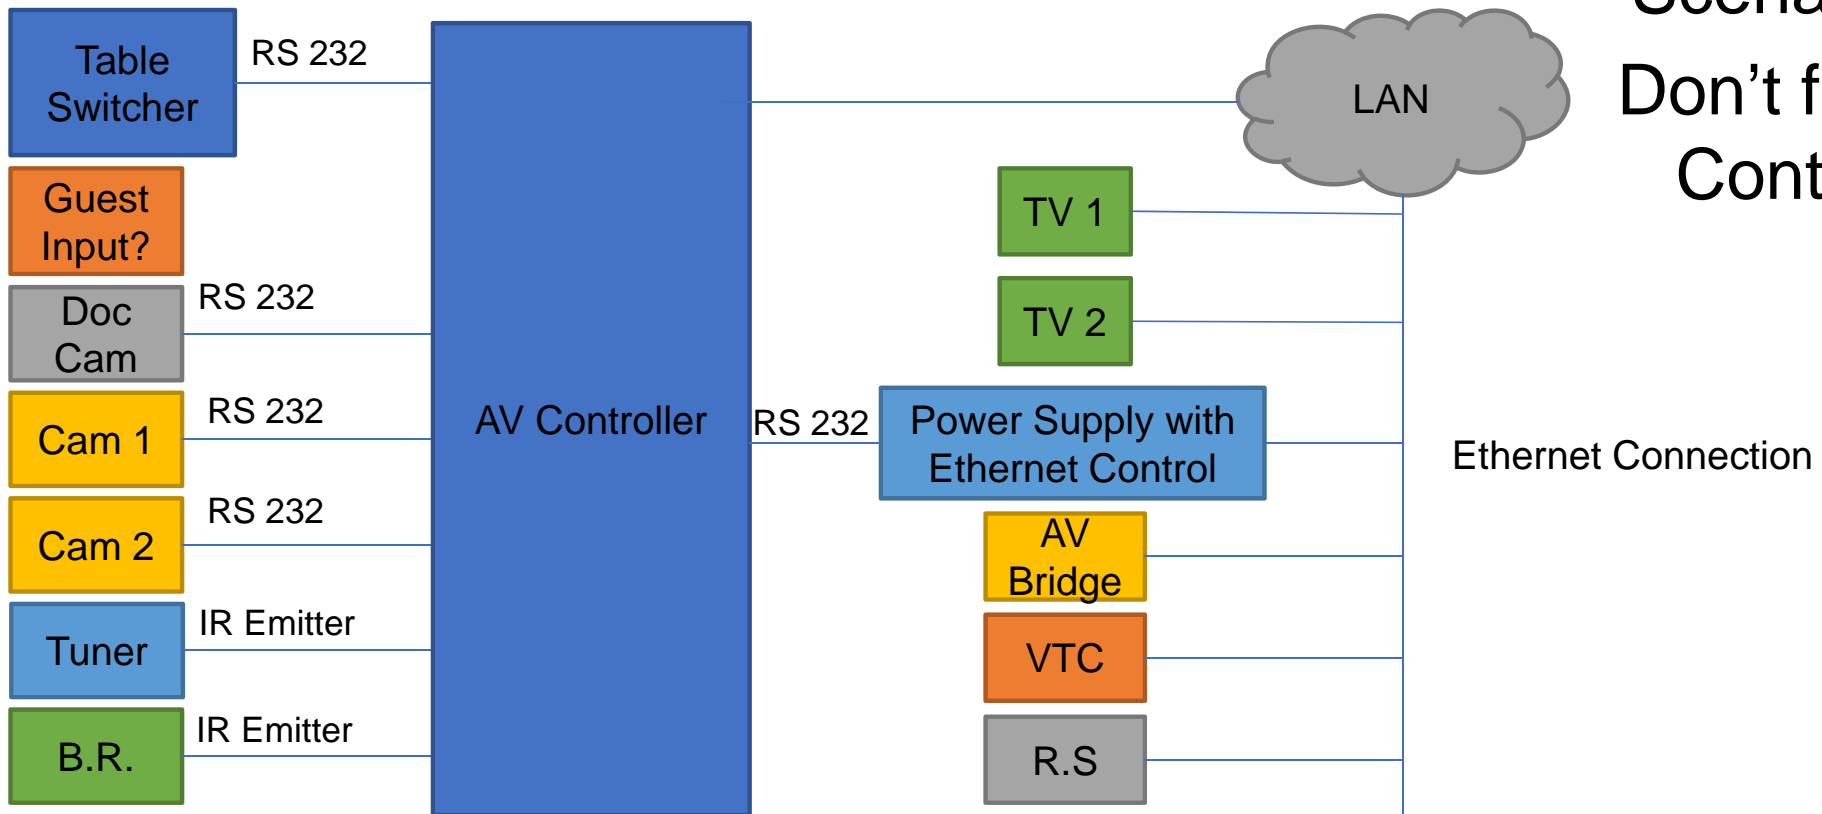 Table
Switcher
RS 232
Guest
Input?
Doc
Cam
RS 232
Cam 1
RS 232
Cam 2
RS 232
Tuner
IR Emitter
B.R.
IR Emitter
AV Controller
RS 232
LAN
TV 1
TV 2
Power Supply with
Ethernet Control
AV
Bridge
VTC
R.S
Ethernet Connection
Don’t